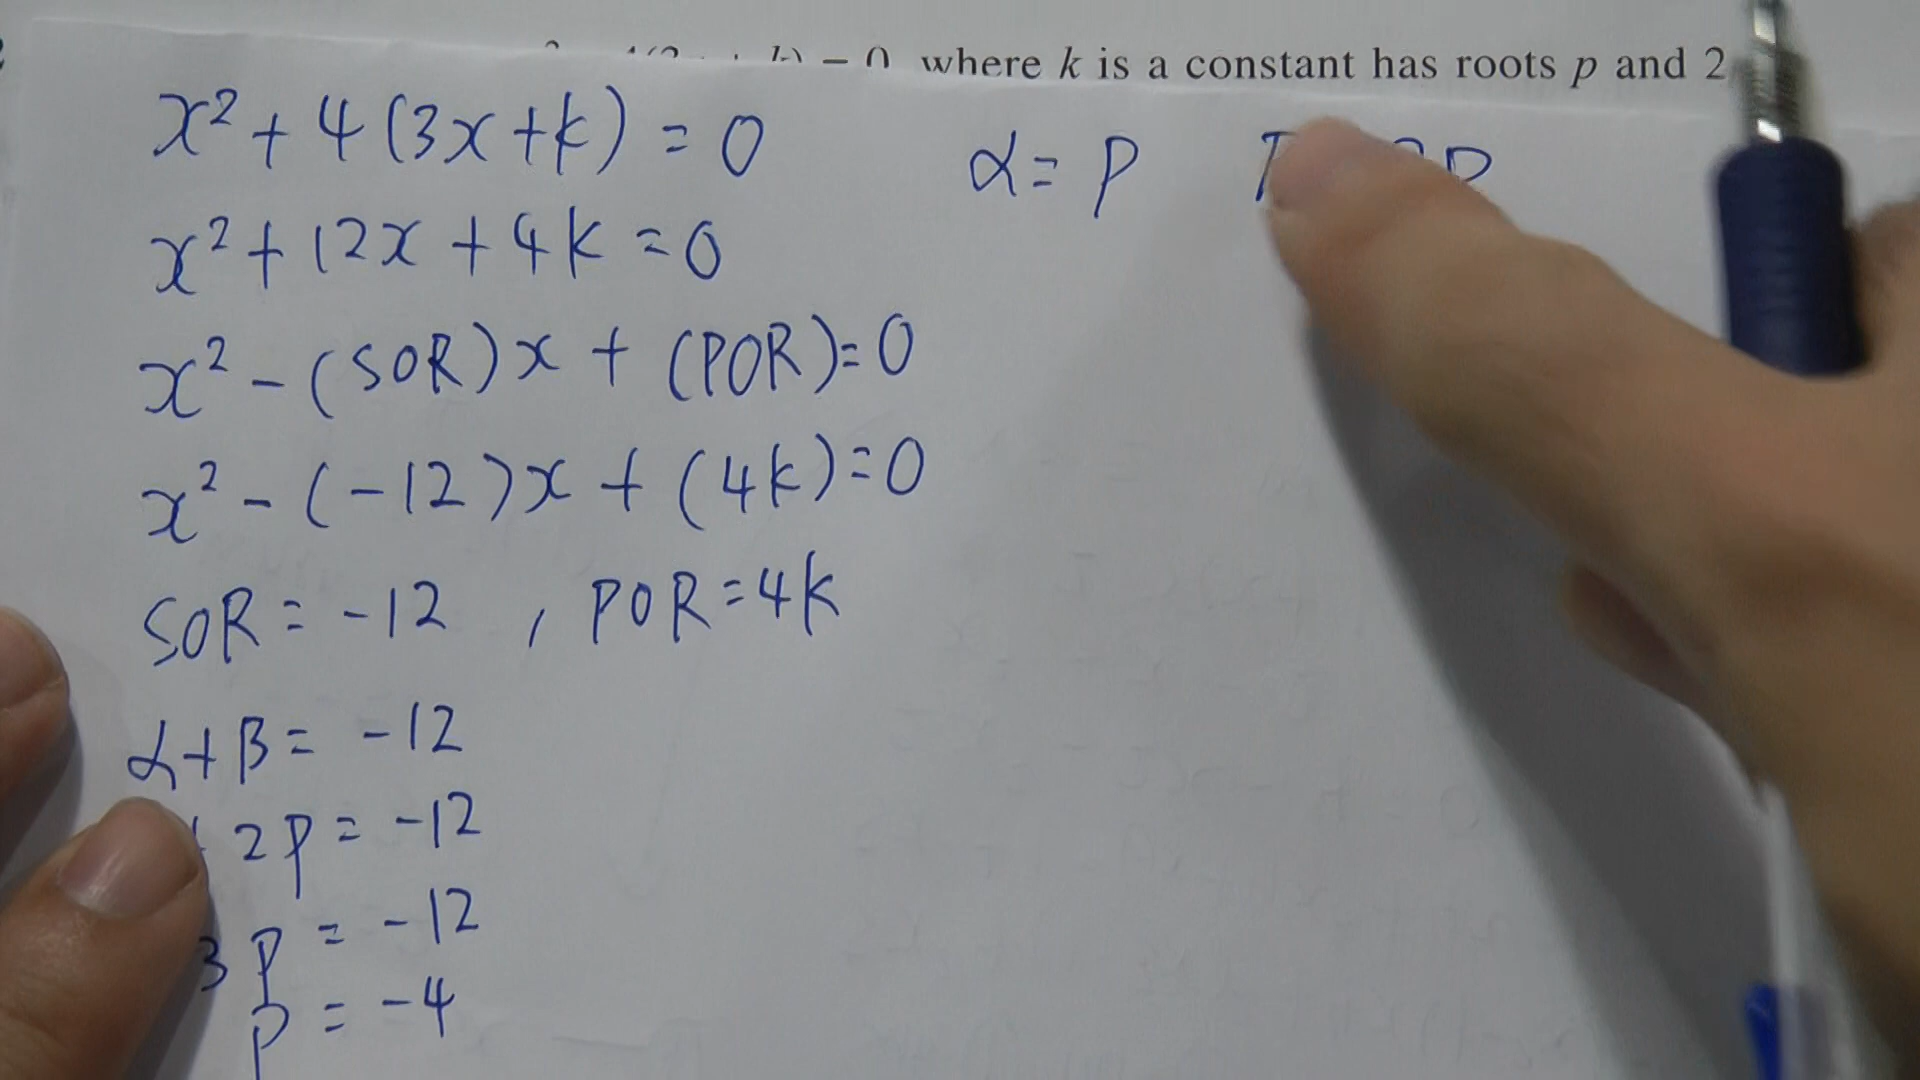 where k is a constant has roots p and 2
x² + 4(3x+k) = 0
α = p
x² + 12x + 4k = 0
x² - (SOR)x + (POR) = 0
x² - (-12)x + (4k) = 0
SOR = -12 , POR = 4k
α+β = -12
2p = -12
3p = -12
p = -4